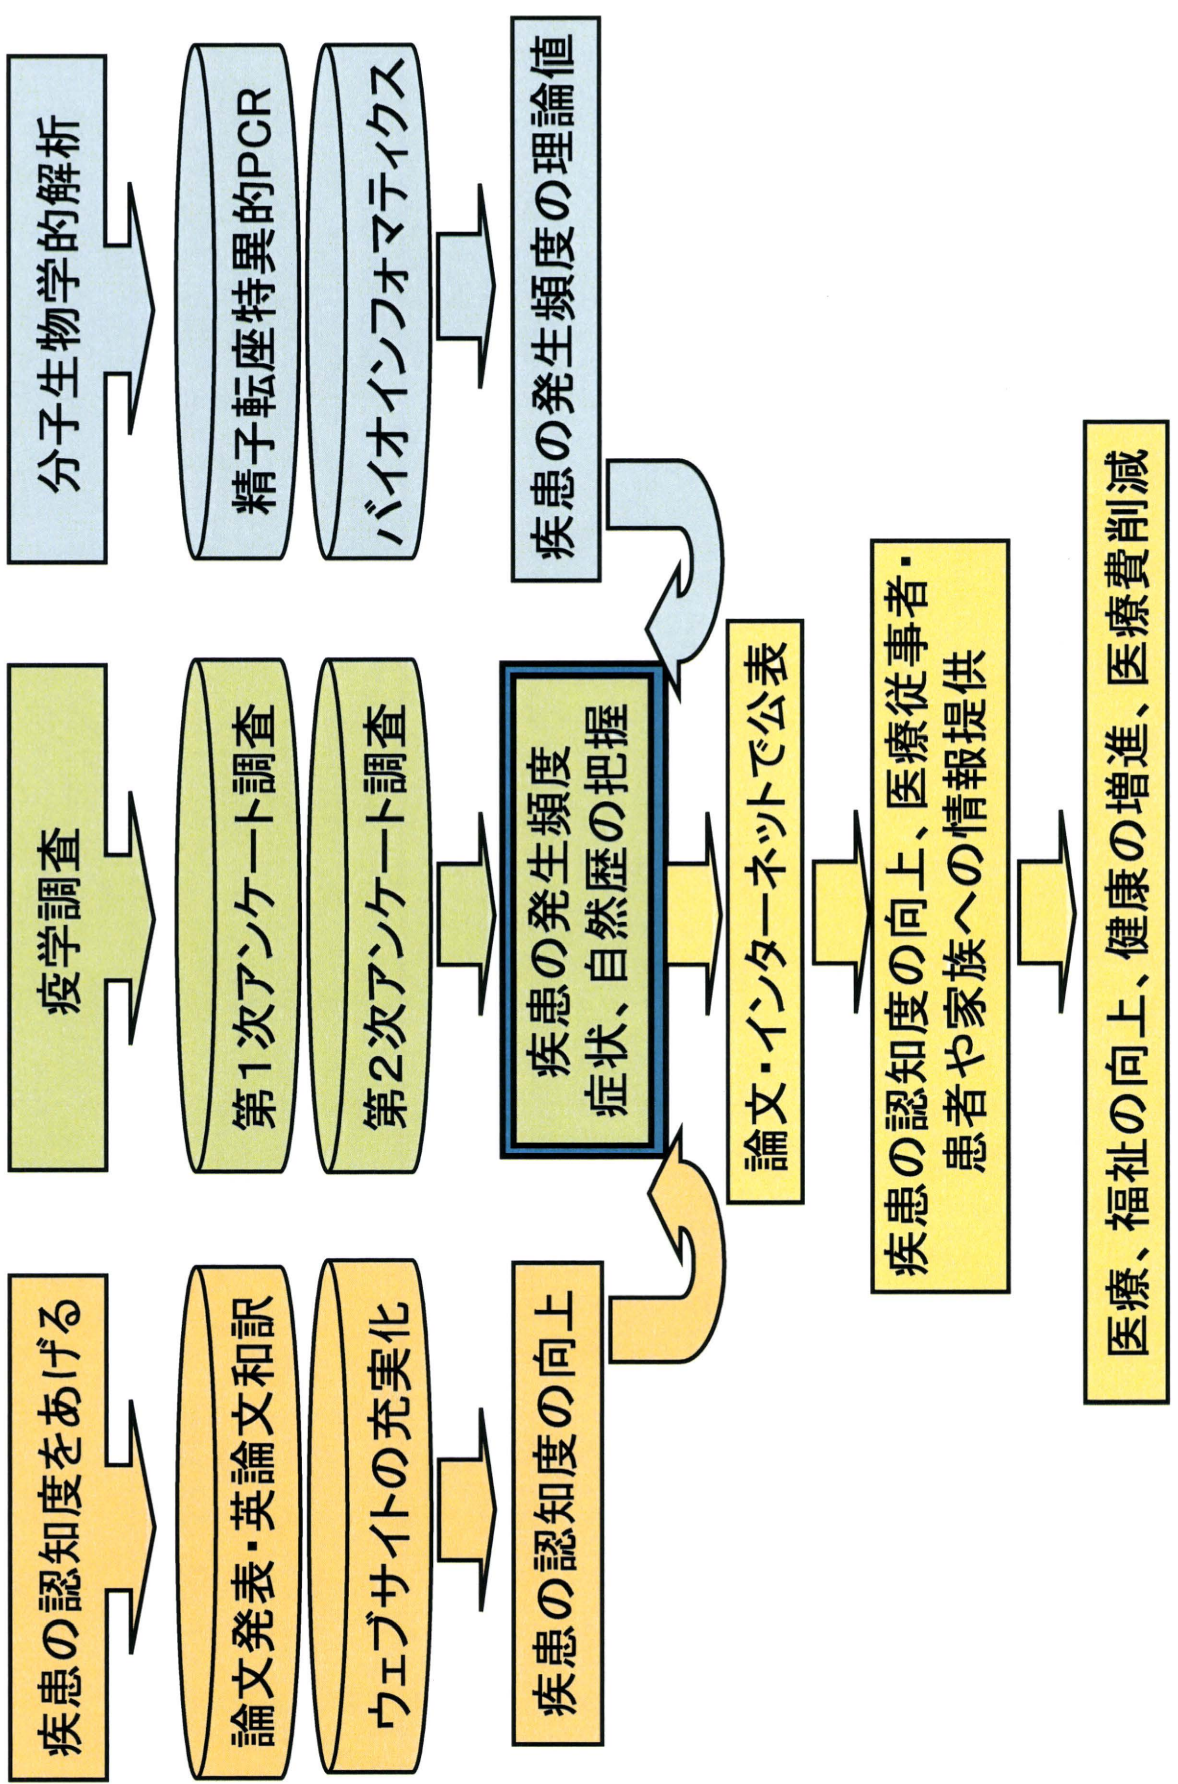 疾患の認知度をあげる
論文発表・英論文和訳
ウェブサイトの充実化
疾患の認知度の向上
疫学調査
第1次アンケート調査
第2次アンケート調査
疾患の発生頻度
症状、自然歴の把握
分子生物学的解析
精子転座特異的PCR
バイオインフォマティクス
疾患の発生頻度の理論値
論文・インターネットで公表
疾患の認知度の向上、医療従事者・
患者や家族への情報提供
医療、福祉の向上、健康の増進、医療費削減